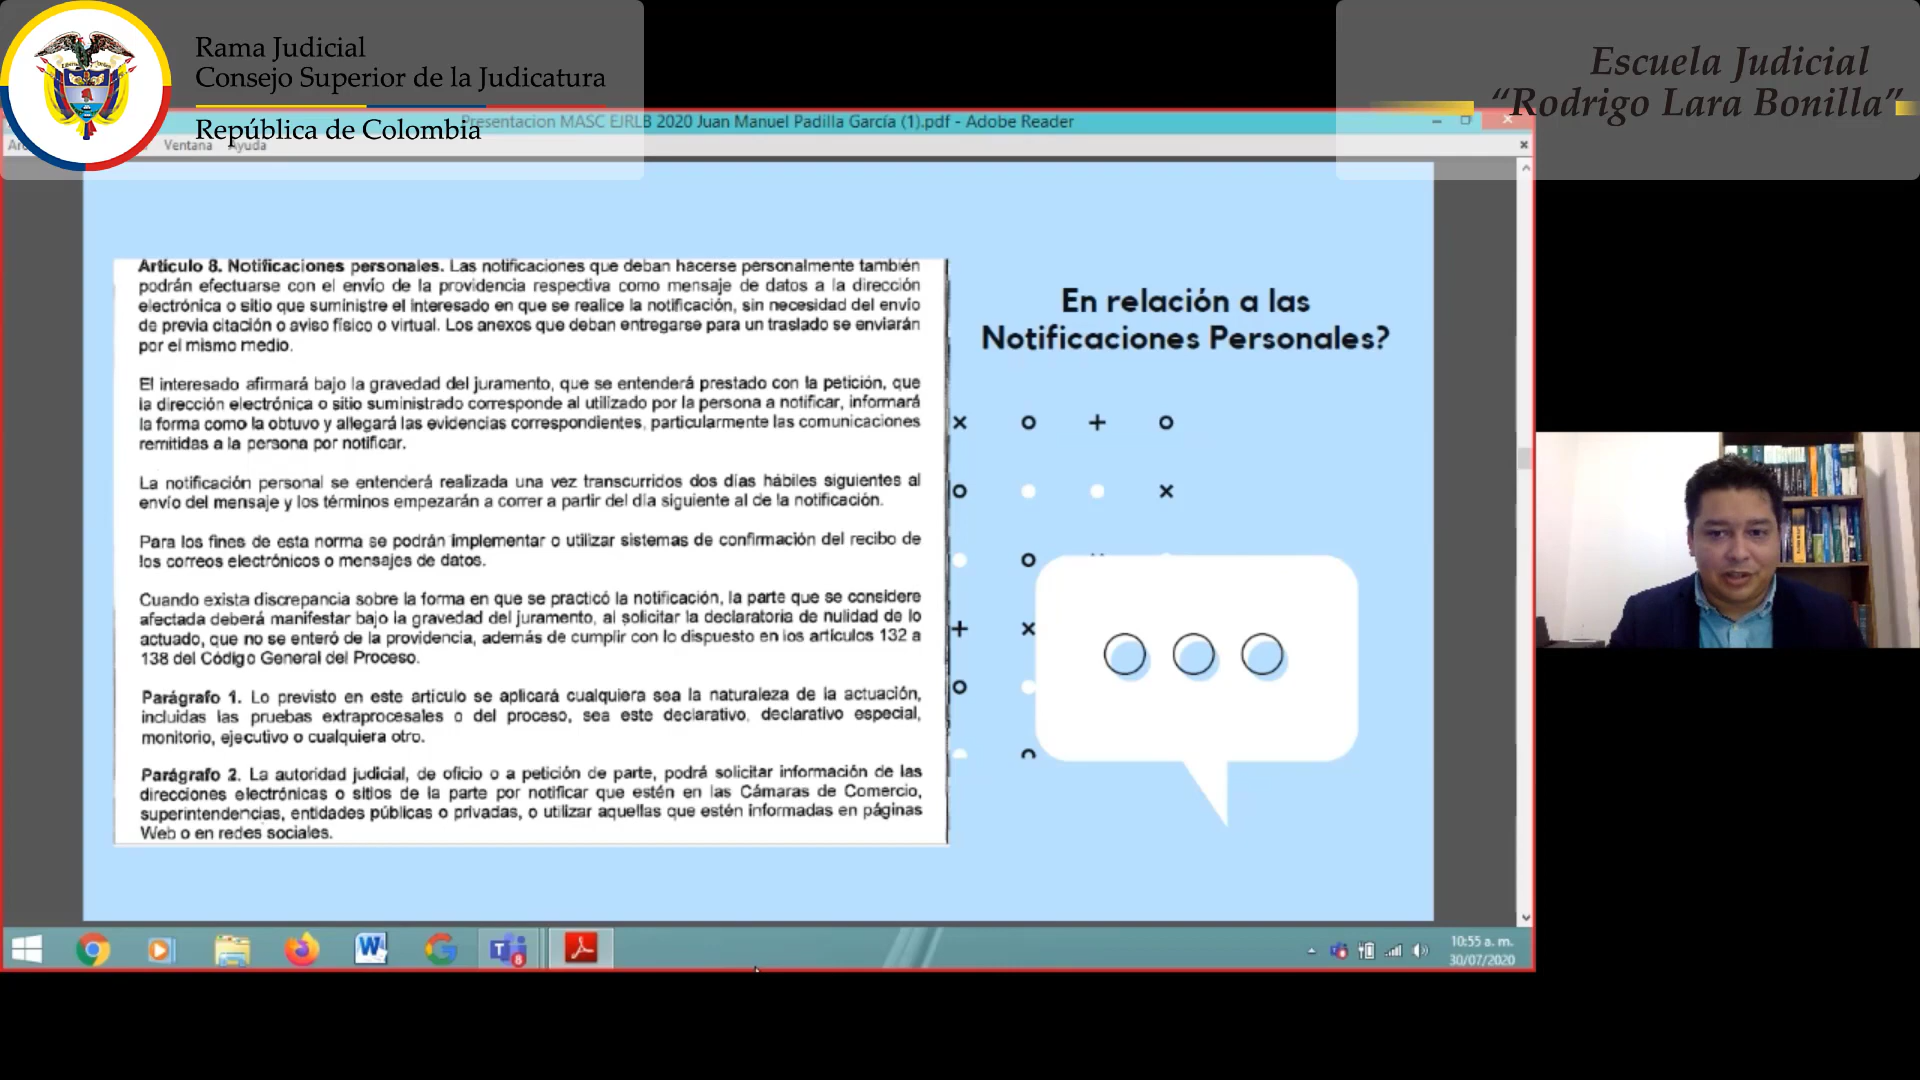 Rama Judicial
Consejo Superior de la Judicatura
República de Colombia
Escuela Judicial
“Rodrigo Lara Bonilla”
Presentacion MASC EJRLB 2020 Juan Manuel Padilla García (1).pdf - Adobe Reader
Ventana Ayuda
Artículo 8. Notificaciones personales. Las notificaciones que deban hacerse personalmente también
podrán efectuarse con el envío de la providencia respectiva como mensaje de datos a la dirección
electrónica o sitio que suministre el interesado en que se realice la notificación, sin necesidad del envío
de previa citación o aviso físico o virtual. Los anexos que deban entregarse para un traslado se enviarán
por el mismo medio.
El interesado afirmará bajo la gravedad del juramento, que se entenderá prestado con la petición, que
la dirección electrónica o sitio suministrado corresponde al utilizado por la persona a notificar, informará
la forma como la obtuvo y allegará las evidencias correspondientes, particularmente las comunicaciones
remitidas a la persona por notificar.
La notificación personal se entenderá realizada una vez transcurridos dos días hábiles siguientes al
envío del mensaje y los términos empezarán a correr a partir del día siguiente al de la notificación.
Para los fines de esta norma se podrán implementar o utilizar sistemas de confirmación del recibo de
los correos electrónicos o mensajes de datos.
Cuando exista discrepancia sobre la forma en que se practicó la notificación, la parte que se considere
afectada deberá manifestar bajo la gravedad del juramento, al solicitar la declaratoria de nulidad de lo
actuado, que no se enteró de la providencia, además de cumplir con lo dispuesto en los artículos 132 a
138 del Código General del Proceso.
Parágrafo 1. Lo previsto en este artículo se aplicará cualquiera sea la naturaleza de la actuación,
incluidas las pruebas extraprocesales o del proceso, sea este declarativo, declarativo especial,
monitorio, ejecutivo o cualquiera otro.
Parágrafo 2. La autoridad judicial, de oficio o a petición de parte, podrá solicitar información de las
direcciones electrónicas o sitios de la parte por notificar que estén en las Cámaras de Comercio,
superintendencias, entidades públicas o privadas, o utilizar aquellas que estén informadas en páginas
Web o en redes sociales.
En relación a las
Notificaciones Personales?
10:55 a. m.
30/07/2020